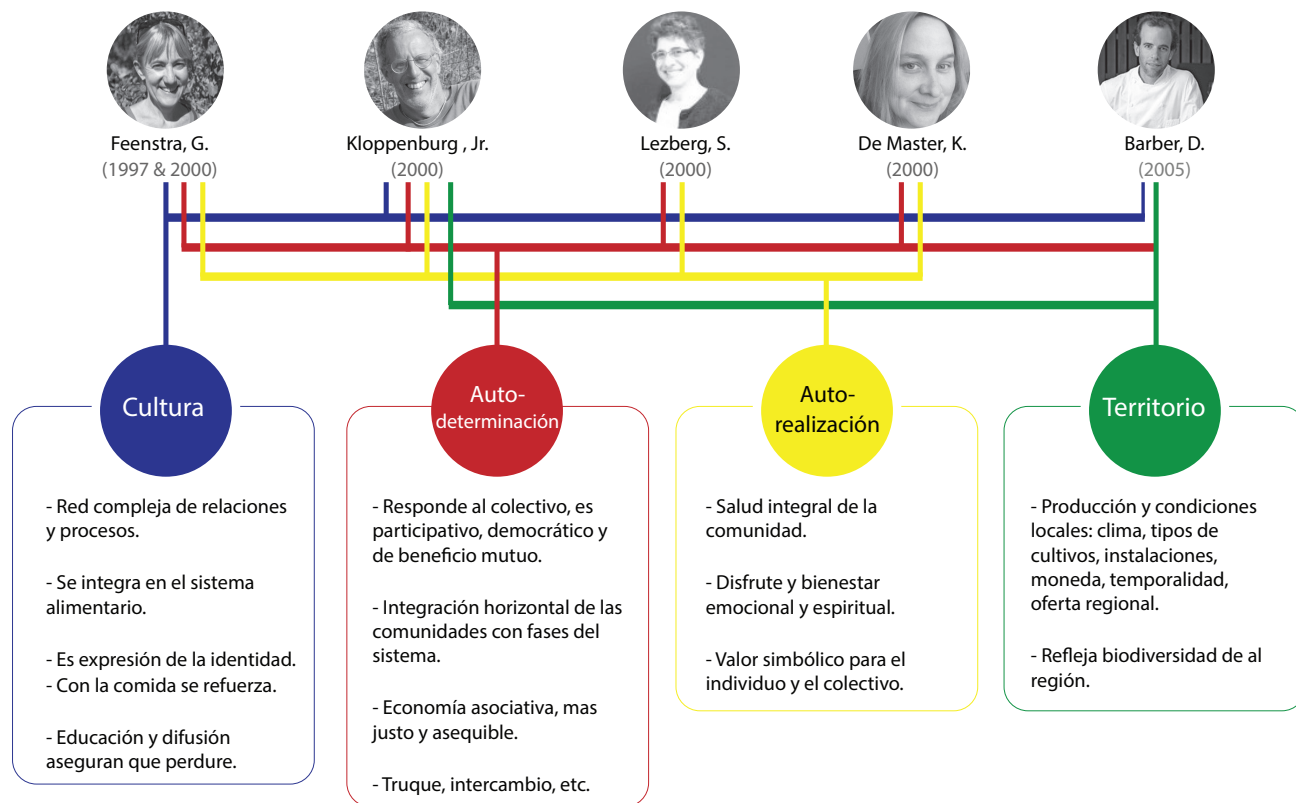 Feenstra, G.
(1997 & 2000)
Kloppenburg , Jr.
(2000)
Lezberg, S.
(2000)
De Master, K.
(2000)
Barber, D.
(2005)
Cultura
- Red compleja de relaciones
y procesos.
- Se integra en el sistema
alimentario.
- Es expresión de la identidad.
- Con la comida se refuerza.
- Educación y difusión
aseguran que perdure.
Auto-
determinación
- Responde al colectivo, es
participativo, democrático y
de beneficio mutuo.
- Integración horizontal de las
comunidades con fases del
sistema.
- Economía asociativa, mas
justo y asequible.
- Truque, intercambio, etc.
Auto-
realización
- Salud integral de la
comunidad.
- Disfrute y bienestar
emocional y espiritual.
- Valor simbólico para el
individuo y el colectivo.
Territorio
- Producción y condiciones
locales: clima, tipos de
cultivos, instalaciones,
moneda, temporalidad,
oferta regional.
- Refleja biodiversidad de al
región.